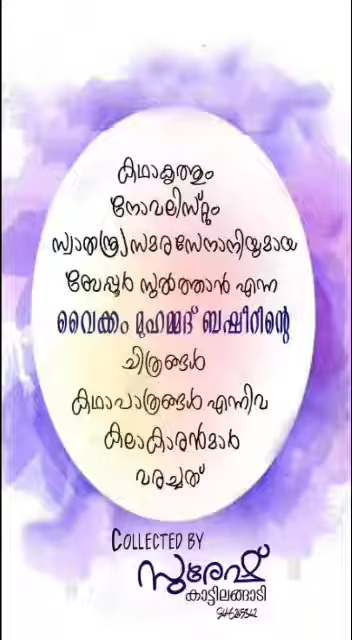 കഥാകൃത്തും
നോവലിസ്റ്റും
സ്വാതന്ത്ര്യസമരസേനാനിയുമായ
ബേപ്പൂർ സുൽത്താൻ എന്ന
വൈക്കം മുഹമ്മദ് ബഷീറിന്റെ
ചിത്രങ്ങൾ
കഥാപാത്രങ്ങൾ എന്നിവ
കലാകാരൻമാർ
വരച്ചത്
COLLECTED BY
സുരേഷ്
കാട്ടിലങ്ങാടി